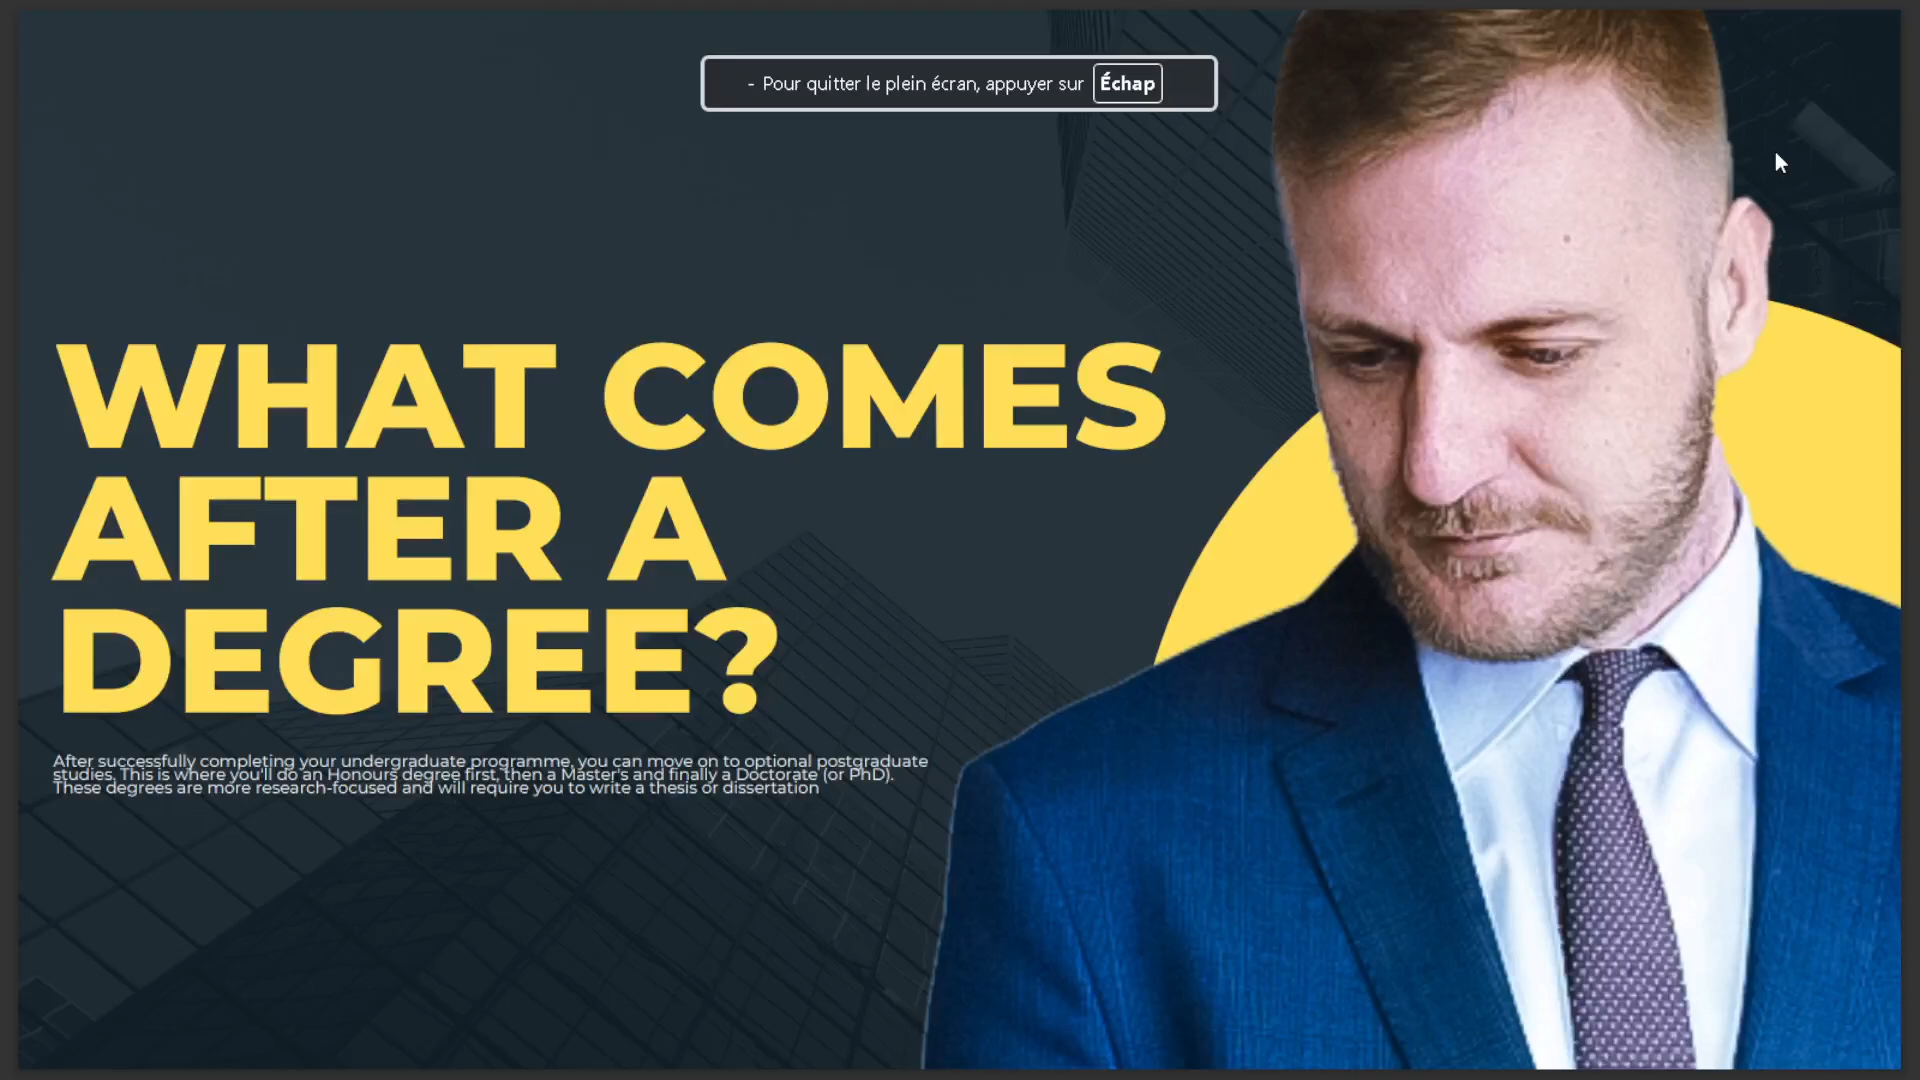 - Pour quitter le plein écran, appuyer sur Échap
WHAT COMES
AFTER A
DEGREE?
After successfully completing your undergraduate programme, you can move on to optional postgraduate
studies. This is where you'll do an Honours degree first, then a Master's and finally a Doctorate (or PhD).
These degrees are more research-focused and will require you to write a thesis or dissertation